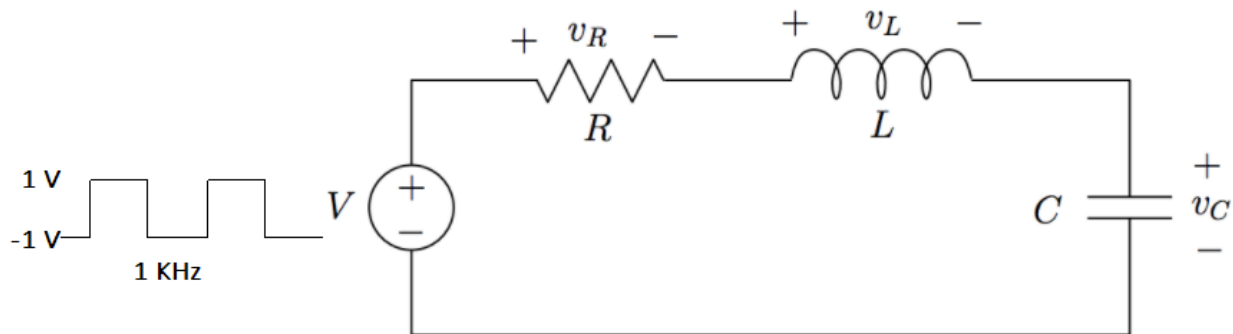 + v_R − + v_L −
R L
1 V
-1 V
V + −
C + v_C −
1 KHz